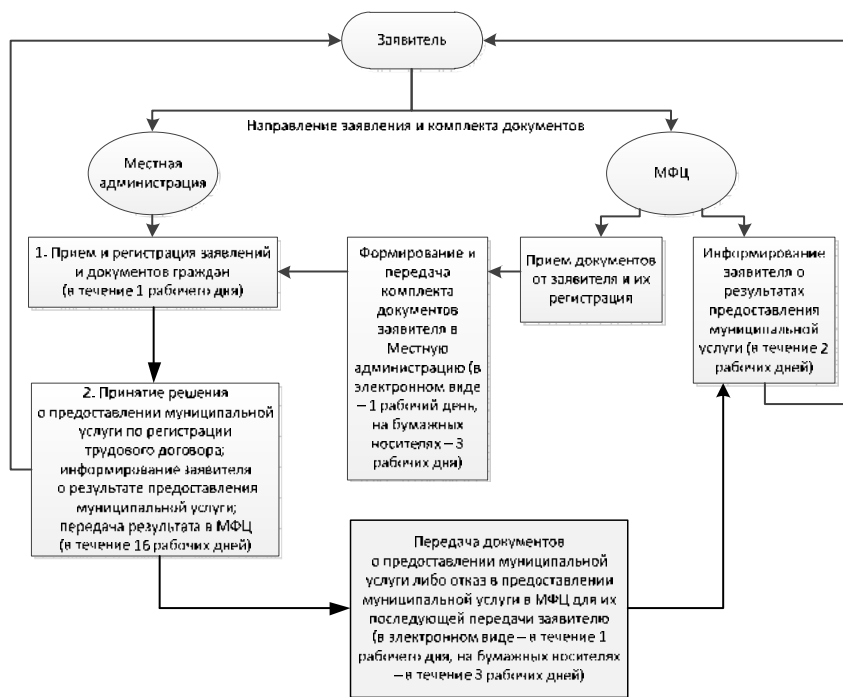 Заявитель
Направление заявления и комплекта документов
Местная
администрация
МФЦ
1. Прием и регистрация заявлений
и документов граждан
(в течение 1 рабочего дня)
Формирование и
передача
комплекта
документов
заявителя в
Местную
администрацию (в
электронном виде
– 1 рабочий день,
на бумажных
носителях – 3
рабочих дня)
Прием документов
от заявителя и их
регистрация
Информирование
заявителя о
результатах
предоставления
муниципальной
услуги (в течение 2
рабочих дней)
2. Принятие решения
о предоставлении муниципальной
услуги по регистрации
трудового договора;
информирование заявителя
о результате предоставления
муниципальной услуги;
передача результата в МФЦ
(в течение 16 рабочих дней)
Передача документов
о предоставлении муниципальной
услуги либо отказ в предоставлении
муниципальной услуги в МФЦ для их
последующей передачи заявителю
(в электронном виде – в течение 1
рабочего дня, на бумажных носителях
– в течение 3 рабочих дней)